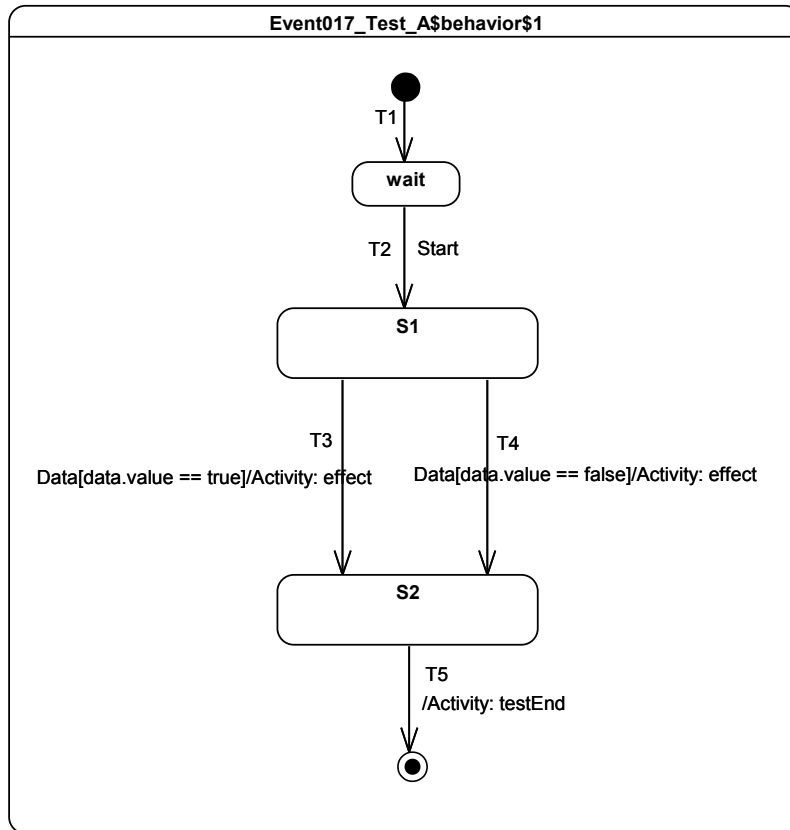 Event017_Test_A$behavior$1
T1
wait
T2 Start
S1
T3
T4
Data[data.value == true]/Activity: effect
Data[data.value == false]/Activity: effect
S2
T5
/Activity: testEnd